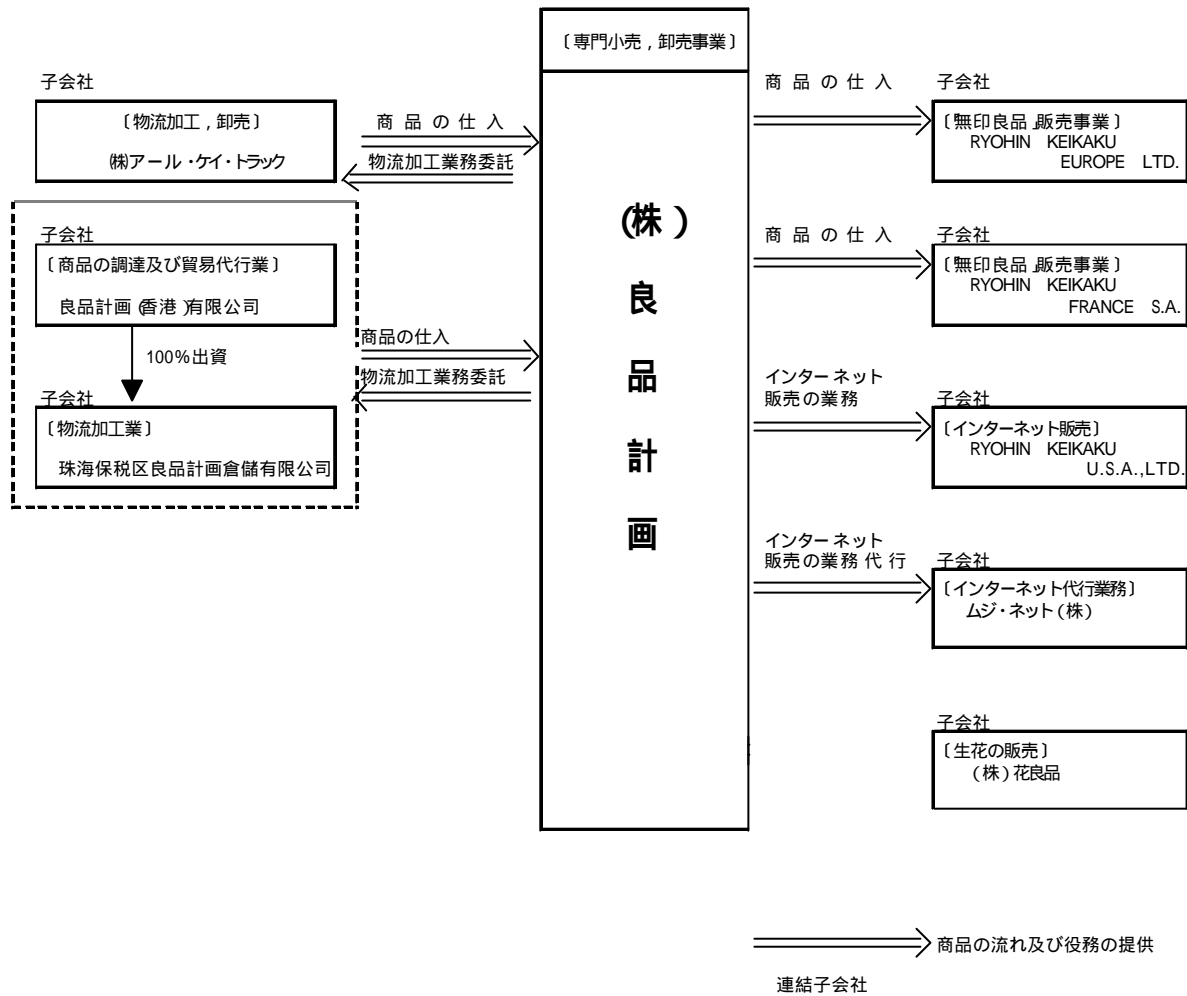 〔専門小売，卸売事業〕
(株)
良
品
計
画
子会社
〔物流加工，卸売〕
(株)アール・ケイ・トラック
商品の仕入
物流加工業務委託
子会社
〔商品の調達及び貿易代行業〕
良品計画(香港)有限公司
100%出資
子会社
〔物流加工業〕
珠海保税区良品計画倉儲有限公司
商品の仕入
物流加工業務委託
商品の仕入
子会社
〔「無印良品」販売事業〕
RYOHIN KEIKAKU
EUROPE LTD.
商品の仕入
子会社
〔「無印良品」販売事業〕
RYOHIN KEIKAKU
FRANCE S.A.
インターネット
販売の業務
子会社
〔インターネット販売〕
RYOHIN KEIKAKU
U.S.A.,LTD.
インターネット
販売の業務代行
子会社
〔インターネット代行業務〕
ムジ・ネット(株)
子会社
〔生花の販売〕
(株)花良品
商品の流れ及び役務の提供
連結子会社